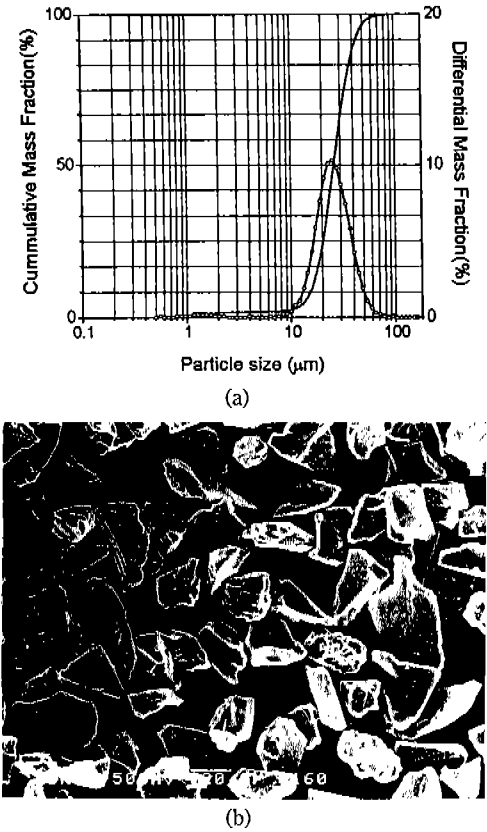 100
50
0
20
10
0
Cummulative Mass Fraction(%)
Differential Mass Fraction(%)
0.1 1 10 100
Particle size (μm)
(a)
(b)